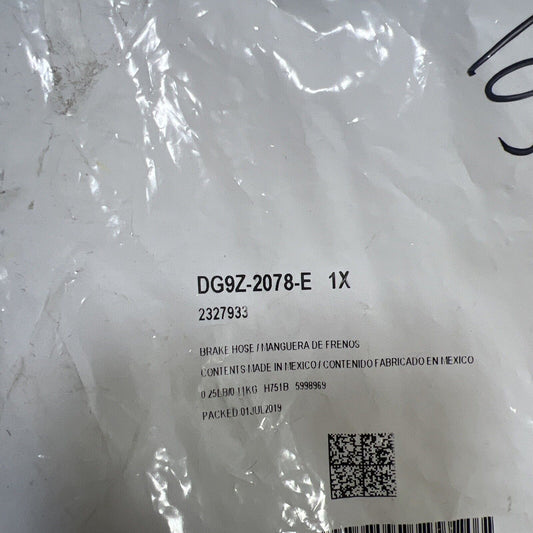 DG9Z-2078-E 1X
2327933
BRAKE HOSE / MANGUERA DE FRENOS
CONTENTS MADE IN MEXICO / CONTENIDO FABRICADO EN MEXICO
0.25LB/0.11KG H751B 5998969
PACKED 01JUL2019